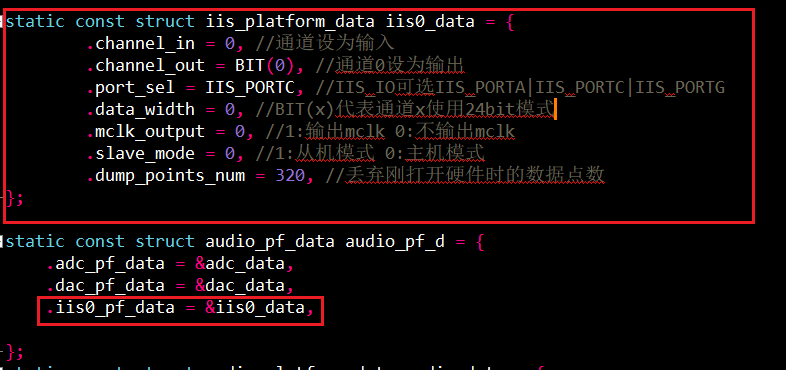 static const struct iis_platform_data iis0_data = {
.channel_in = 0, //通道设为输入
.channel_out = BIT(0), //通道0设为输出
.port_sel = IIS_PORTC, //IIS_IO可选IIS_PORTA|IIS_PORTC|IIS_PORTG
.data_width = 0, //BIT(x)代表通道x使用24bit模式
.mclk_output = 0, //1:输出mclk 0:不输出mclk
.slave_mode = 0, //1:从机模式 0:主机模式
.dump_points_num = 320, //丢弃刚打开硬件时的数据点数
};
static const struct audio_pf_data audio_pf_d = {
.adc_pf_data = &adc_data,
.dac_pf_data = &dac_data,
.iis0_pf_data = &iis0_data,
};